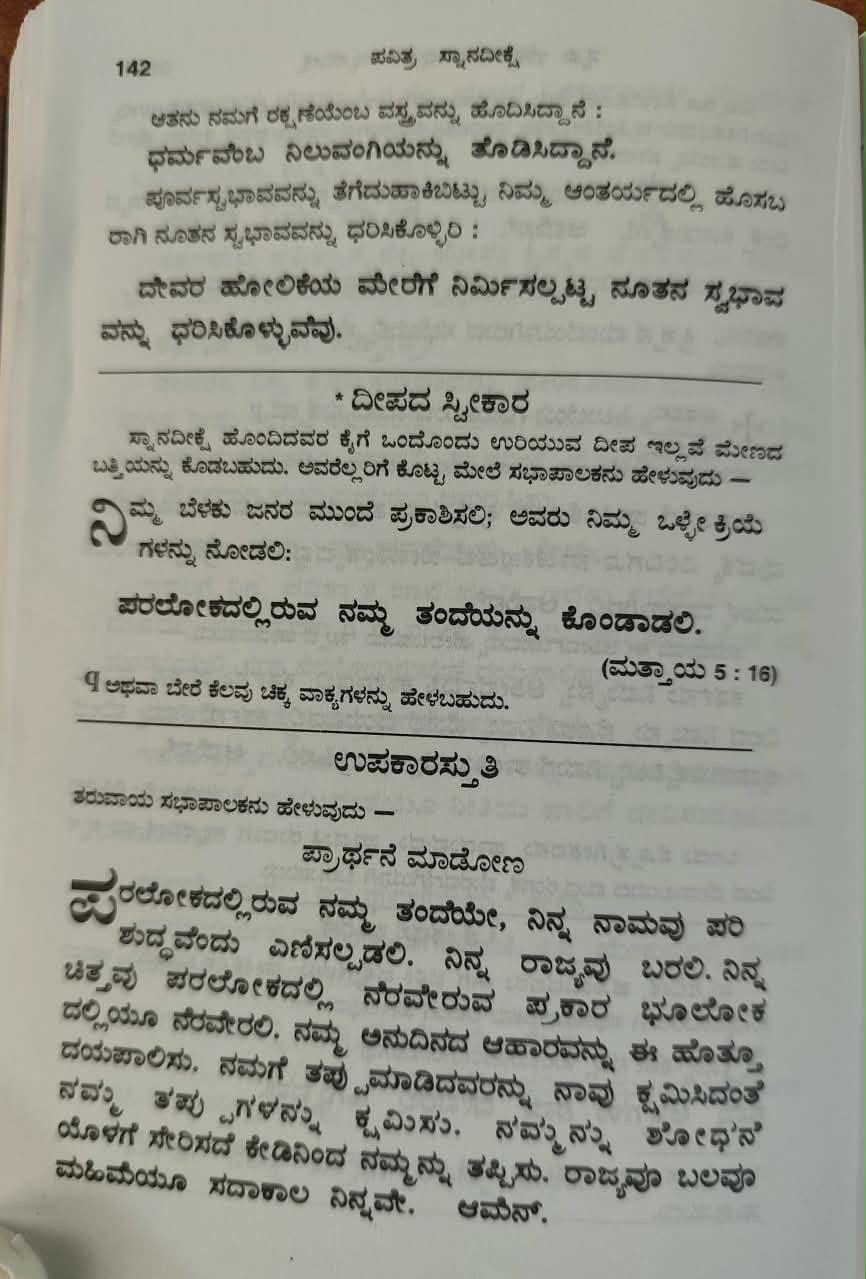 142
ಪವಿತ್ರ ಸ್ನಾನದೀಕ್ಷೆ
ಆತನು ನಮಗೆ ರಕ್ಷಣೆಯೆಂಬ ವಸ್ತ್ರವನ್ನು ಹೊದಿಸಿದ್ದಾನೆ :
ಧರ್ಮವೆಂಬ ನಿಲುವಂಗಿಯನ್ನು ತೊಡಿಸಿದ್ದಾನೆ.
ಪೂರ್ವಸ್ವಭಾವವನ್ನು ತೆಗೆದುಹಾಕಿಬಿಟ್ಟು ನಿಮ್ಮ ಆಂತರ್ಯದಲ್ಲಿ ಹೊಸಬ
ರಾಗಿ ನೂತನ ಸ್ವಭಾವವನ್ನು ಧರಿಸಿಕೊಳ್ಳಿರಿ :
ದೇವರ ಹೋಲಿಕೆಯ ಮೇರೆಗೆ ನಿರ್ಮಿಸಲ್ಪಟ್ಟ ನೂತನ ಸ್ವಭಾವ
ವನ್ನು ಧರಿಸಿಕೊಳ್ಳುವೆವು.
* ದೀಪದ ಸ್ವೀಕಾರ
ಸ್ನಾನದೀಕ್ಷೆ ಹೊಂದಿದವರ ಕೈಗೆ ಒಂದೊಂದು ಉರಿಯುವ ದೀಪ ಇಲ್ಲವೆ ಮೇಣದ
ಬತ್ತಿಯನ್ನು ಕೊಡಬಹುದು. ಅವರೆಲ್ಲರಿಗೆ ಕೊಟ್ಟ ಮೇಲೆ ಸಭಾಪಾಲಕನು ಹೇಳುವುದು —
ನಿಮ್ಮ ಬೆಳಕು ಜನರ ಮುಂದೆ ಪ್ರಕಾಶಿಸಲಿ; ಅವರು ನಿಮ್ಮ ಒಳ್ಳೇ ಕ್ರಿಯೆ
ಗಳನ್ನು ನೋಡಲಿ:
ಪರಲೋಕದಲ್ಲಿರುವ ನಮ್ಮ ತಂದೆಯನ್ನು ಕೊಂಡಾಡಲಿ.
(ಮತ್ತಾಯ 5 : 16)
¶ ಅಥವಾ ಬೇರೆ ಕೆಲವು ಚಿಕ್ಕ ವಾಕ್ಯಗಳನ್ನು ಹೇಳಬಹುದು.
ಉಪಕಾರಸ್ತುತಿ
ತರುವಾಯ ಸಭಾಪಾಲಕನು ಹೇಳುವುದು —
ಪ್ರಾರ್ಥನೆ ಮಾಡೋಣ
ಪರಲೋಕದಲ್ಲಿರುವ ನಮ್ಮ ತಂದೆಯೇ, ನಿನ್ನ ನಾಮವು ಪರಿ
ಶುದ್ಧವೆಂದು ಎಣಿಸಲ್ಪಡಲಿ. ನಿನ್ನ ರಾಜ್ಯವು ಬರಲಿ. ನಿನ್ನ
ಚಿತ್ತವು ಪರಲೋಕದಲ್ಲಿ ನೆರವೇರುವ ಪ್ರಕಾರ ಭೂಲೋಕ
ದಲ್ಲಿಯೂ ನೆರವೇರಲಿ. ನಮ್ಮ ಅನುದಿನದ ಆಹಾರವನ್ನು ಈ ಹೊತ್ತೂ
ದಯಪಾಲಿಸು. ನಮಗೆ ತಪ್ಪುಮಾಡಿದವರನ್ನು ನಾವು ಕ್ಷಮಿಸಿದಂತೆ
ನಮ್ಮ ತಪ್ಪುಗಳನ್ನು ಕ್ಷಮಿಸು. ನಮ್ಮನ್ನು ಶೋಧನೆ
ಯೊಳಗೆ ಸೇರಿಸದೆ ಕೇಡಿನಿಂದ ನಮ್ಮನ್ನು ತಪ್ಪಿಸು. ರಾಜ್ಯವೂ ಬಲವೂ
ಮಹಿಮೆಯೂ ಸದಾಕಾಲ ನಿನ್ನವೇ. ಆಮೆನ್.